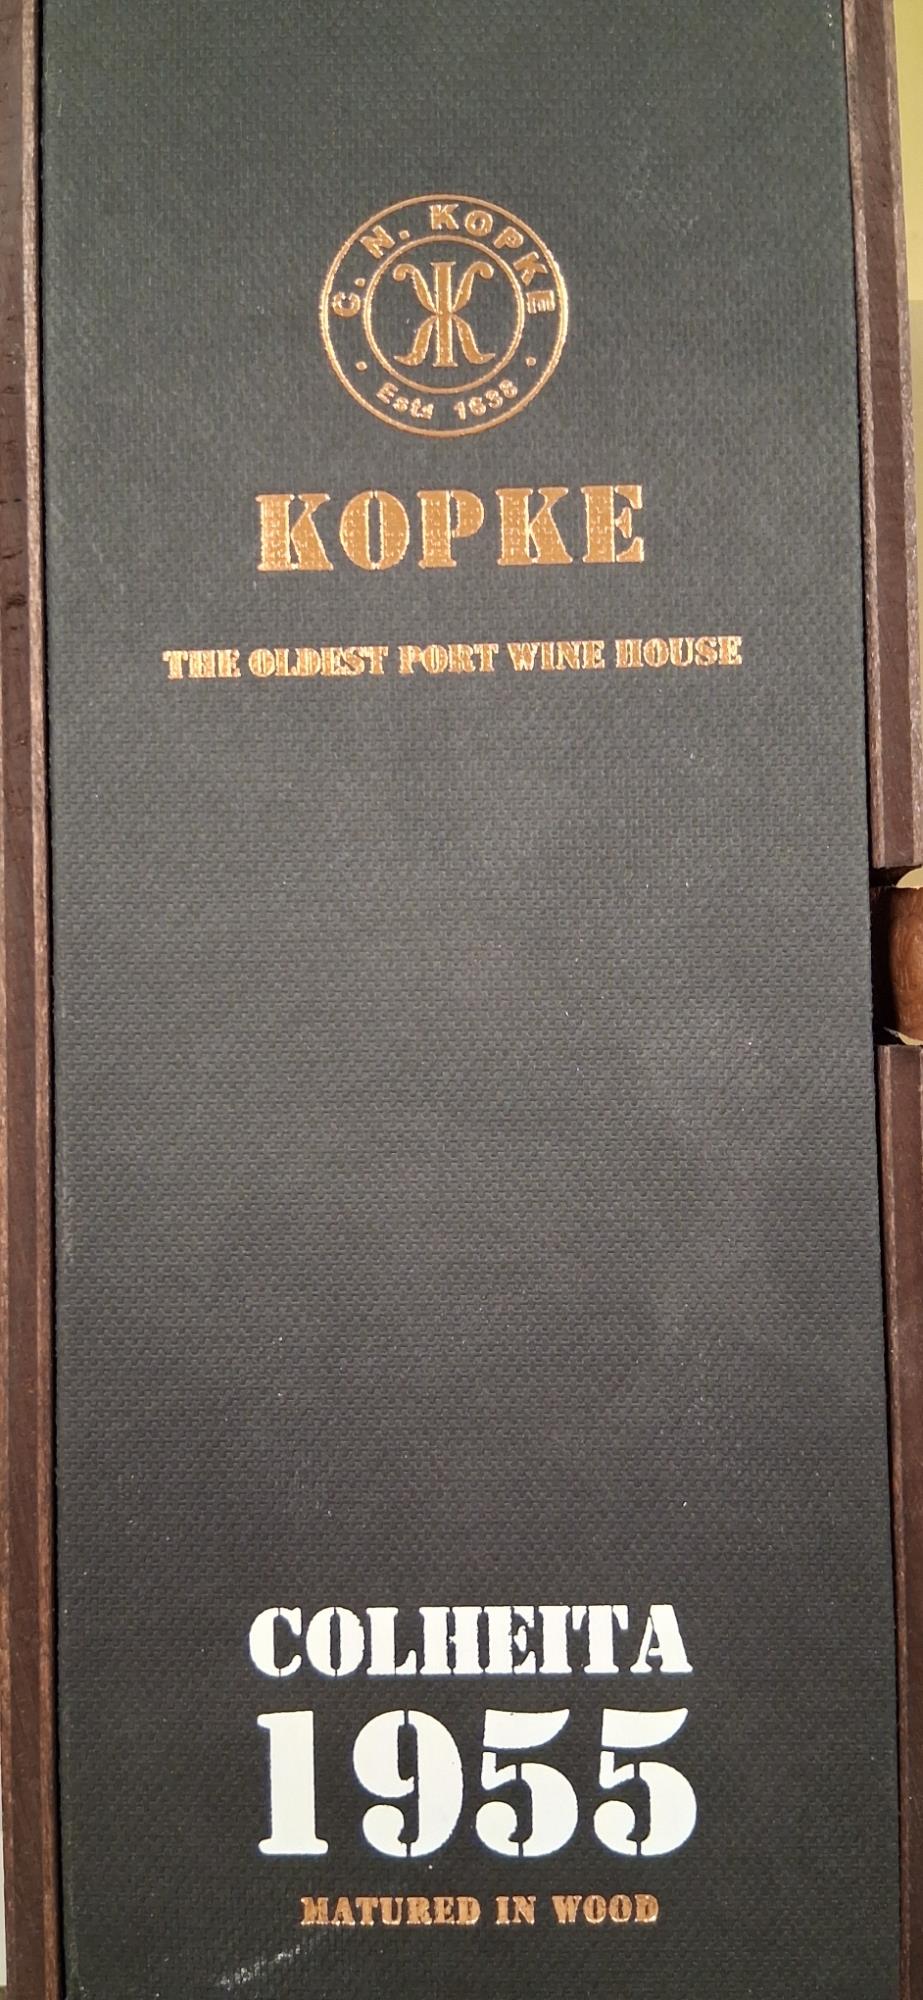 C. N. KOPKE
Estd 1638
KOPKE
THE OLDEST PORT WINE HOUSE
COLHEITA
1955
MATURED IN WOOD